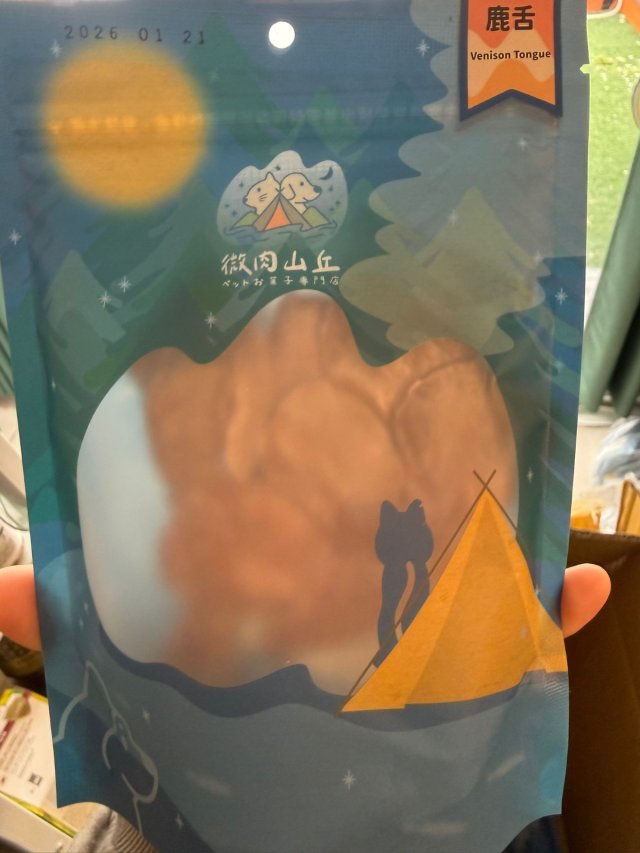 2026 01 21
鹿舌
Venison Tongue
微肉山丘
ペットお菓子専門店